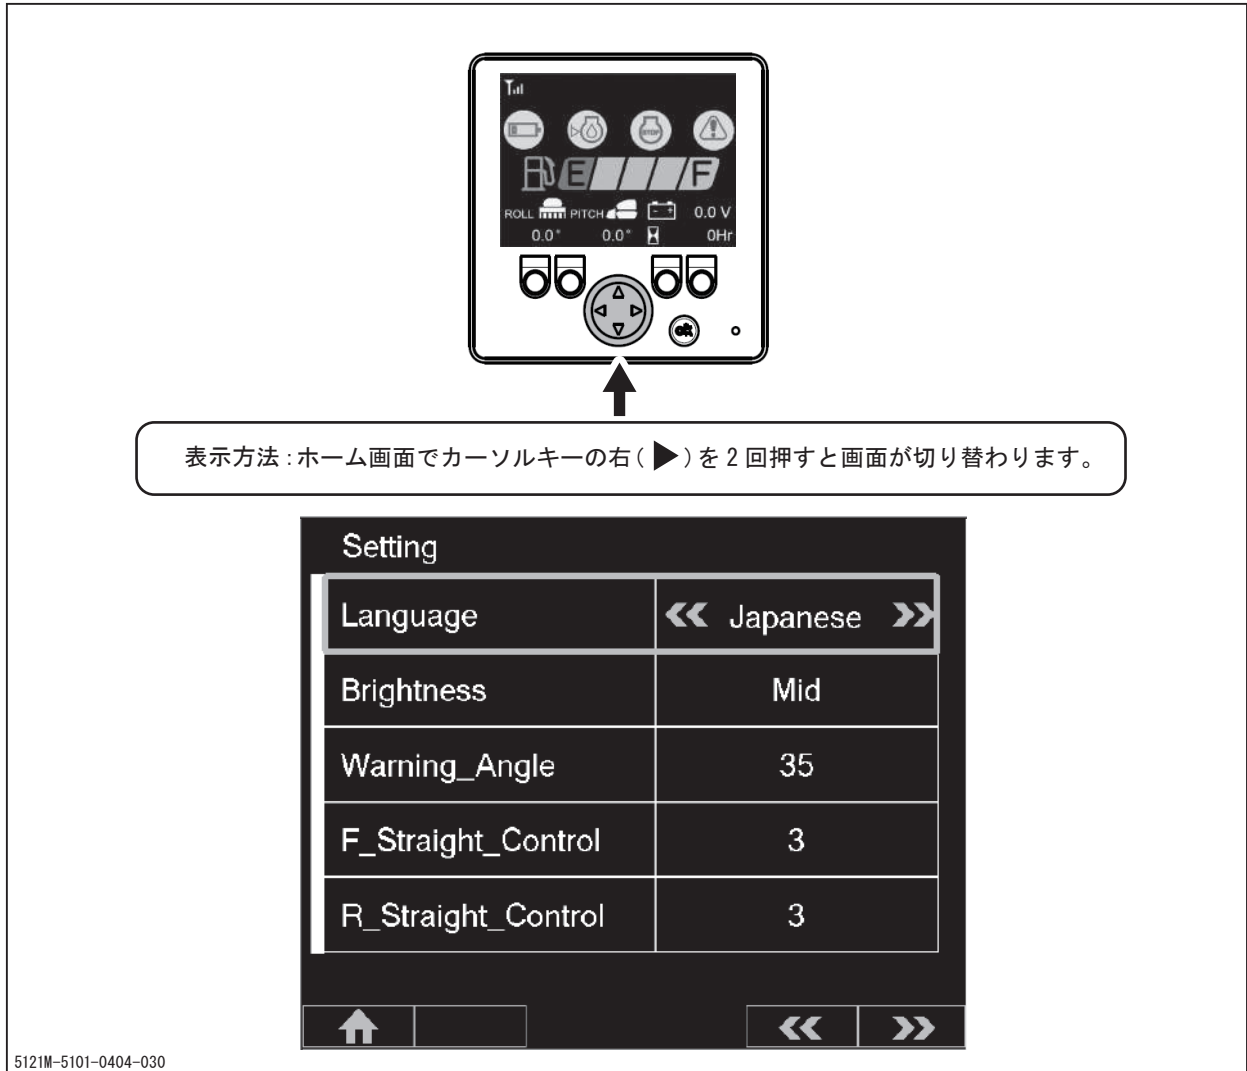 STOP
E F
ROLL PITCH - + 0.0 V
0.0° 0.0° 0Hr
ok
表示方法:ホーム画面でカーソルキーの右(▶)を2回押すと画面が切り替わります。
Setting
Language Japanese
Brightness Mid
Warning_Angle 35
F_Straight_Control 3
R_Straight_Control 3
5121M-5101-0404-030